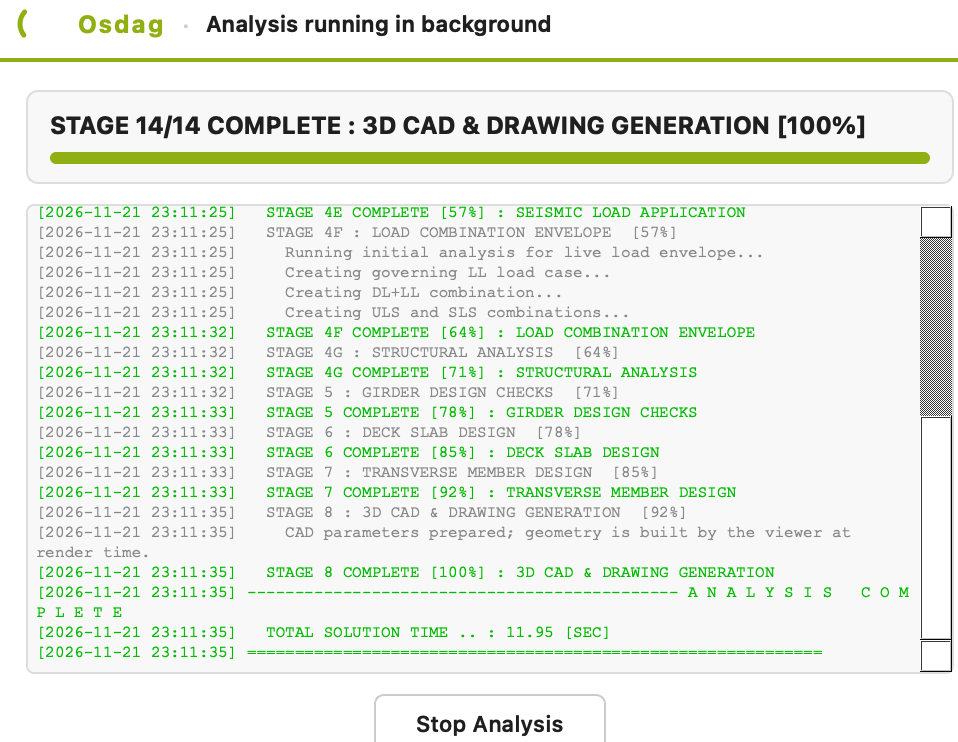 Osdag · Analysis running in background
STAGE 14/14 COMPLETE : 3D CAD & DRAWING GENERATION [100%]
[2026-11-21 23:11:25] STAGE 4E COMPLETE [57%] : SEISMIC LOAD APPLICATION
[2026-11-21 23:11:25] STAGE 4F : LOAD COMBINATION ENVELOPE [57%]
[2026-11-21 23:11:25] Running initial analysis for live load envelope...
[2026-11-21 23:11:25] Creating governing LL load case...
[2026-11-21 23:11:25] Creating DL+LL combination...
[2026-11-21 23:11:25] Creating ULS and SLS combinations...
[2026-11-21 23:11:32] STAGE 4F COMPLETE [64%] : LOAD COMBINATION ENVELOPE
[2026-11-21 23:11:32] STAGE 4G : STRUCTURAL ANALYSIS [64%]
[2026-11-21 23:11:32] STAGE 4G COMPLETE [71%] : STRUCTURAL ANALYSIS
[2026-11-21 23:11:32] STAGE 5 : GIRDER DESIGN CHECKS [71%]
[2026-11-21 23:11:33] STAGE 5 COMPLETE [78%] : GIRDER DESIGN CHECKS
[2026-11-21 23:11:33] STAGE 6 : DECK SLAB DESIGN [78%]
[2026-11-21 23:11:33] STAGE 6 COMPLETE [85%] : DECK SLAB DESIGN
[2026-11-21 23:11:33] STAGE 7 : TRANSVERSE MEMBER DESIGN [85%]
[2026-11-21 23:11:33] STAGE 7 COMPLETE [92%] : TRANSVERSE MEMBER DESIGN
[2026-11-21 23:11:35] STAGE 8 : 3D CAD & DRAWING GENERATION [92%]
[2026-11-21 23:11:35] CAD parameters prepared; geometry is built by the viewer at
render time.
[2026-11-21 23:11:35] STAGE 8 COMPLETE [100%] : 3D CAD & DRAWING GENERATION
[2026-11-21 23:11:35] --------------------------------------------- A N A L Y S I S   C O M
P L E T E
[2026-11-21 23:11:35] TOTAL SOLUTION TIME .. : 11.95 [SEC]
[2026-11-21 23:11:35] ============================================================
Stop Analysis